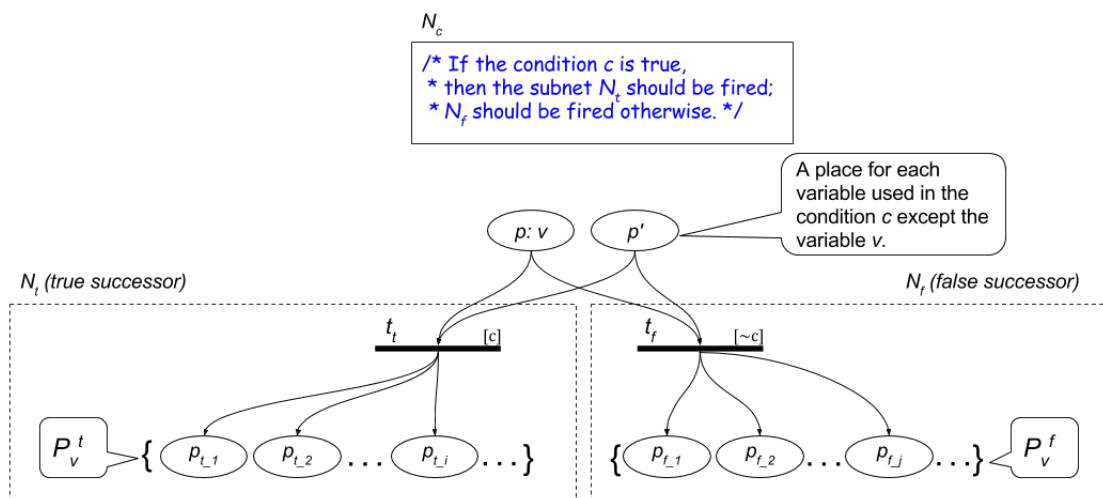 N_c
/* If the condition c is true,
* then the subnet N_t should be fired;
* N_f should be fired otherwise. */
A place for each
variable used in the
condition c except the
variable v.
p: v
p'
N_t (true successor)
N_f (false successor)
t_t
[c]
t_f
[~c]
P_v^t
{ p_t_1 p_t_2 ... p_t_i ... }
{ p_f_1 p_f_2 ... p_f_j ... }
P_v^f